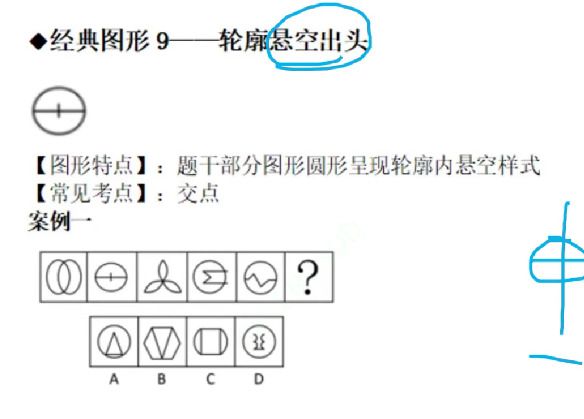 ◆经典图形 9——轮廓悬空出头
【图形特点】：题干部分图形圆形呈现轮廓内悬空样式
【常见考点】：交点
案例一
?
A B C D